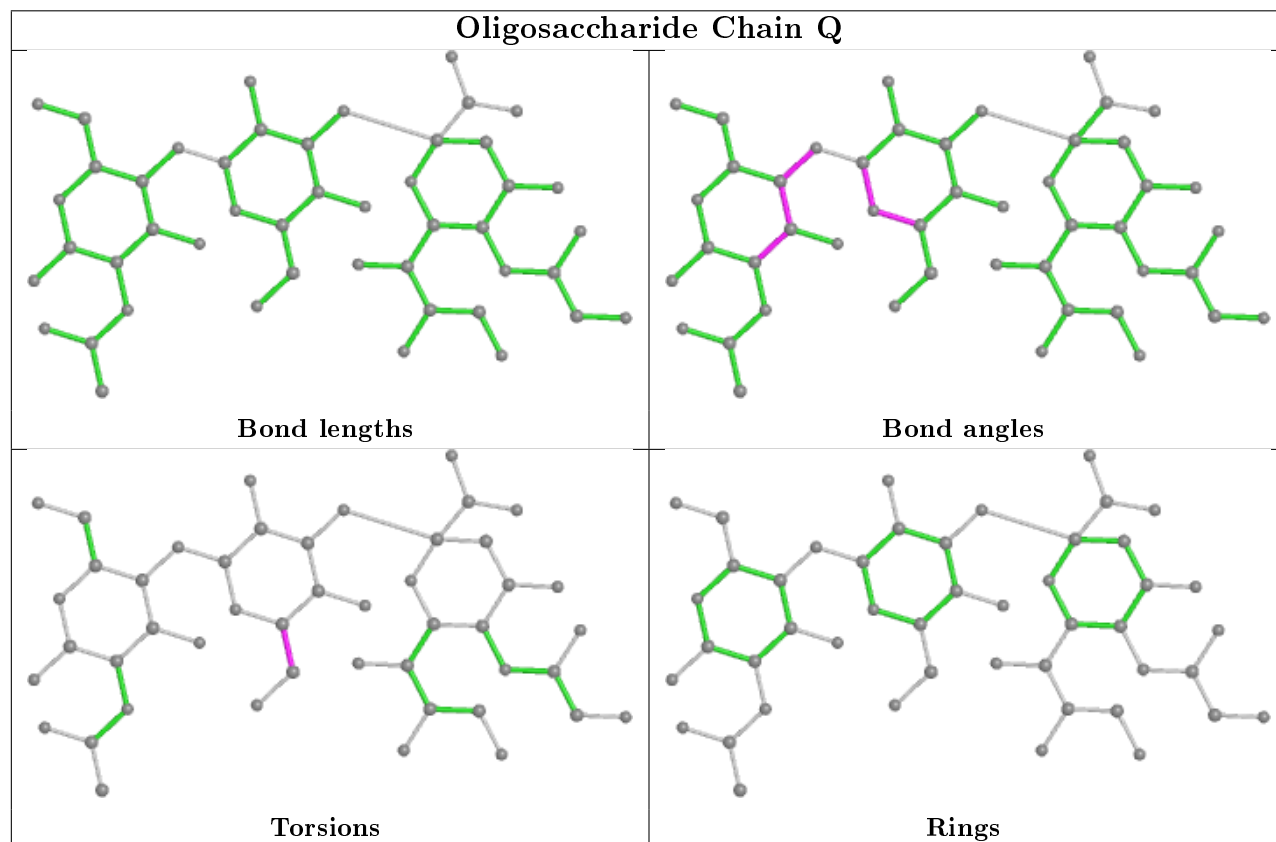 Oligosaccharide Chain Q
Bond lengths
Bond angles
Torsions
Rings